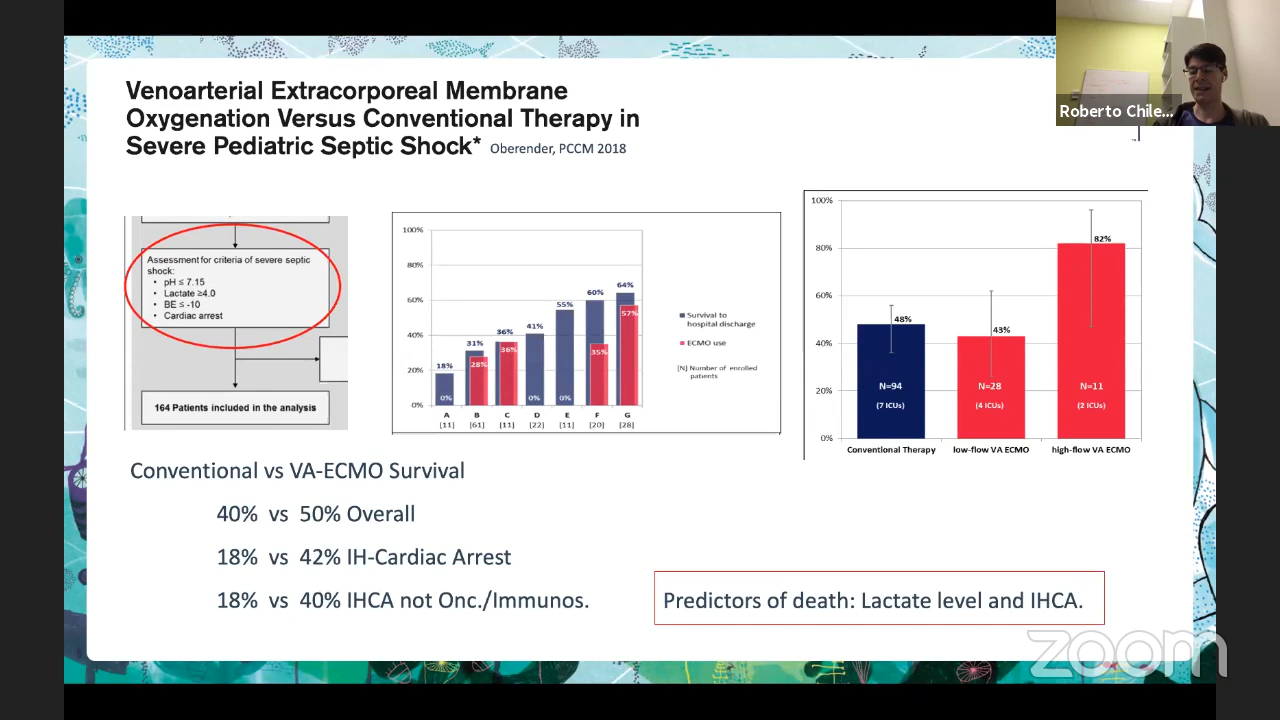 Venoarterial Extracorporeal Membrane
Oxygenation Versus Conventional Therapy in
Severe Pediatric Septic Shock* Oberender, PCCM 2018
Roberto Chile...
Assessment for criteria of severe septic
shock:
• pH ≤ 7.15
• Lactate ≥4.0
• BE ≤ -10
• Cardiac arrest
164 Patients included in the analysis
100%
80%
60%
40%
20%
0%
18%
31%
36%
41%
55%
60%
64%
0%
28%
36%
0%
0%
35%
57%
A B C D E F G
[11] [61] [11] [22] [11] [20] [28]
Survival to
hospital discharge
ECMO use
[N] Number of enrolled
patients
100%
80%
60%
40%
20%
0%
48%
43%
82%
N=94 N=28 N=11
(7 ICUs) (4 ICUs) (2 ICUs)
Conventional Therapy low-flow VA ECMO high-flow VA ECMO
Conventional vs VA-ECMO Survival
40% vs 50% Overall
18% vs 42% IH-Cardiac Arrest
18% vs 40% IHCA not Onc./Immunos.
Predictors of death: Lactate level and IHCA.
zoom